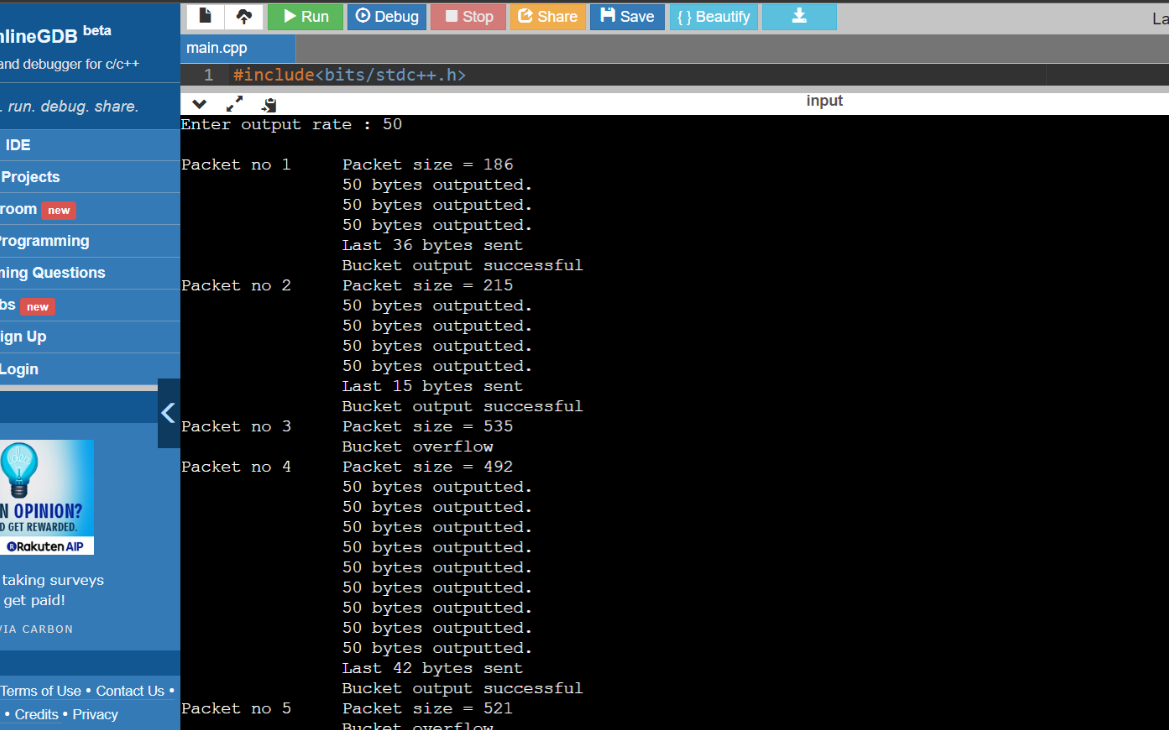 nlineGDB beta
and debugger for c/c++
. run. debug. share.
IDE
Projects
room new
Programming
ning Questions
bs new
ign Up
Login
N OPINION?
D GET REWARDED.
Rakuten AIP
taking surveys
get paid!
VIA CARBON
Terms of Use • Contact Us •
• Credits • Privacy
Run Debug Stop Share Save { } Beautify La
main.cpp
1 #include<bits/stdc++.h>
input
Enter output rate : 50
Packet no 1 Packet size = 186
50 bytes outputted.
50 bytes outputted.
50 bytes outputted.
Last 36 bytes sent
Bucket output successful
Packet no 2 Packet size = 215
50 bytes outputted.
50 bytes outputted.
50 bytes outputted.
50 bytes outputted.
Last 15 bytes sent
Bucket output successful
Packet no 3 Packet size = 535
Bucket overflow
Packet no 4 Packet size = 492
50 bytes outputted.
50 bytes outputted.
50 bytes outputted.
50 bytes outputted.
50 bytes outputted.
50 bytes outputted.
50 bytes outputted.
50 bytes outputted.
50 bytes outputted.
Last 42 bytes sent
Bucket output successful
Packet no 5 Packet size = 521
Bucket overflow